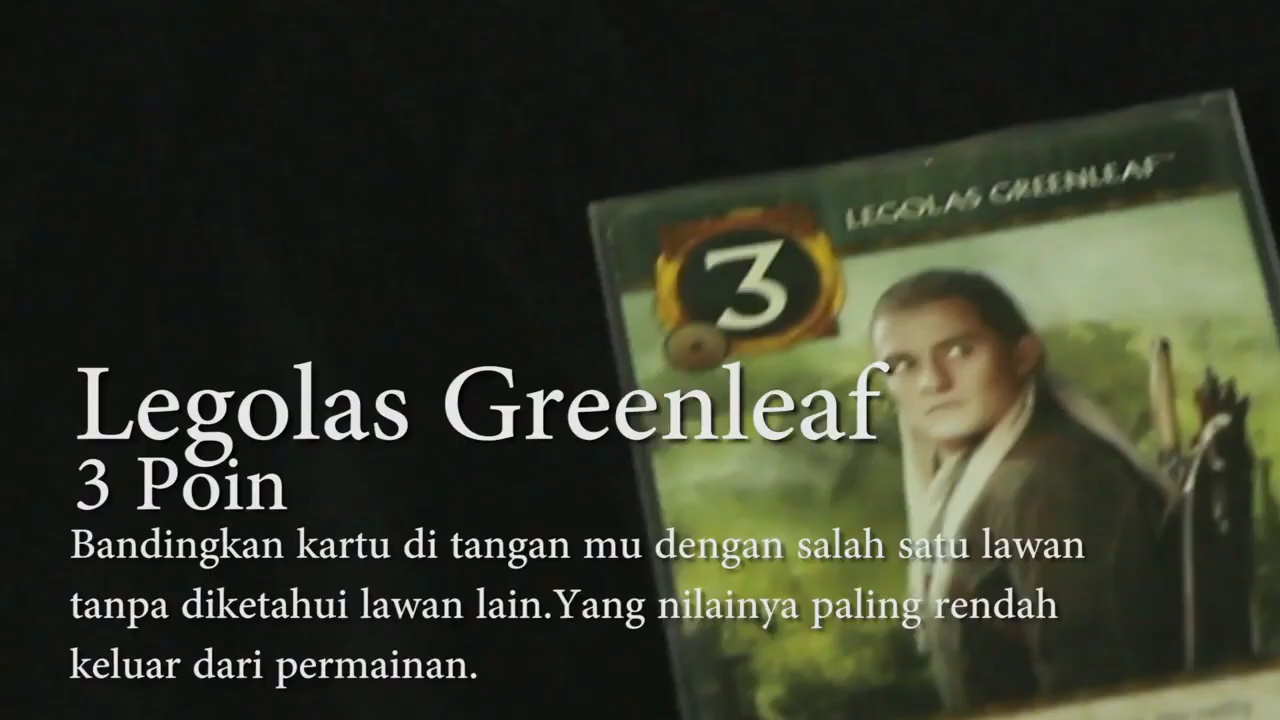 LEGOLAS GREENLEAF™
3
Legolas Greenleaf
3 Poin
Bandingkan kartu di tangan mu dengan salah satu lawan
tanpa diketahui lawan lain.Yang nilainya paling rendah
keluar dari permainan.